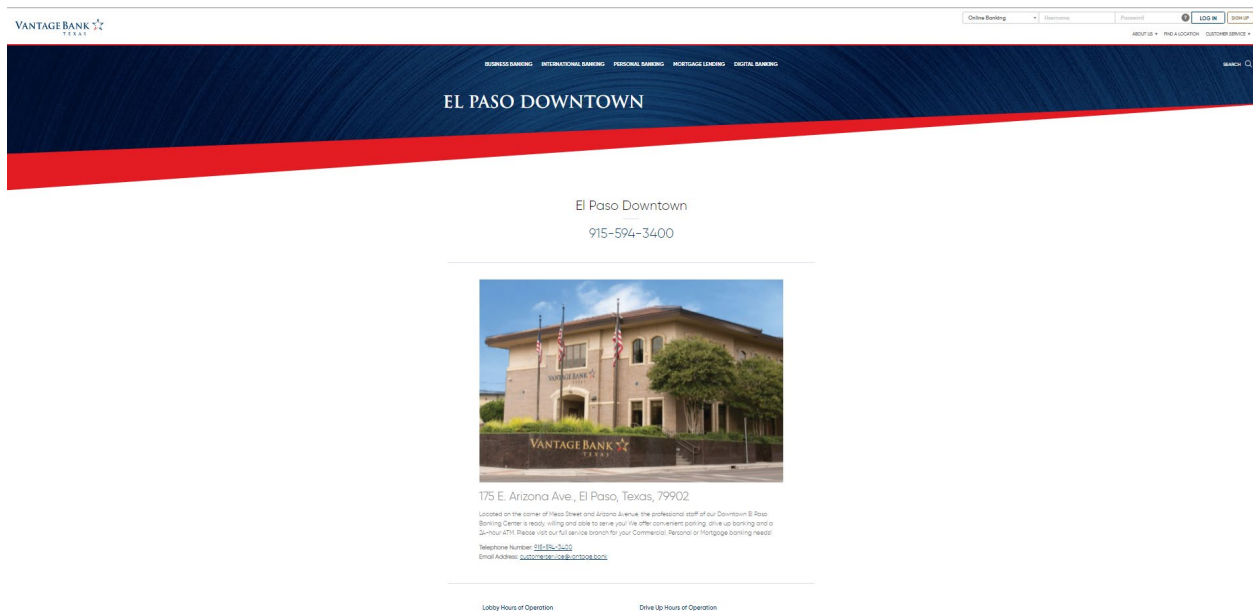 VANTAGE BANK
TEXAS
Online Banking Username Password ? LOG IN SIGN UP
ABOUT US FIND A LOCATION CUSTOMER SERVICE
BUSINESS BANKING INTERNATIONAL BANKING PERSONAL BANKING MORTGAGE LENDING DIGITAL BANKING SEARCH
EL PASO DOWNTOWN
El Paso Downtown
915-594-3400
VANTAGE BANK
TEXAS
VANTAGE BANK
TEXAS
175 E. Arizona Ave., El Paso, Texas, 79902
Located on the corner of Mesa Street and Arizona Avenue the professional staff of our Downtown El Paso
Banking Center is ready, willing and able to serve you! We offer convenient parking, drive up banking and a
24-hour ATM. Please visit our full service branch for your Commercial, Personal or Mortgage banking needs!
Telephone Number: 915-594-3400
Email Address: customerservice@vantage.bank
Lobby Hours of Operation Drive Up Hours of Operation